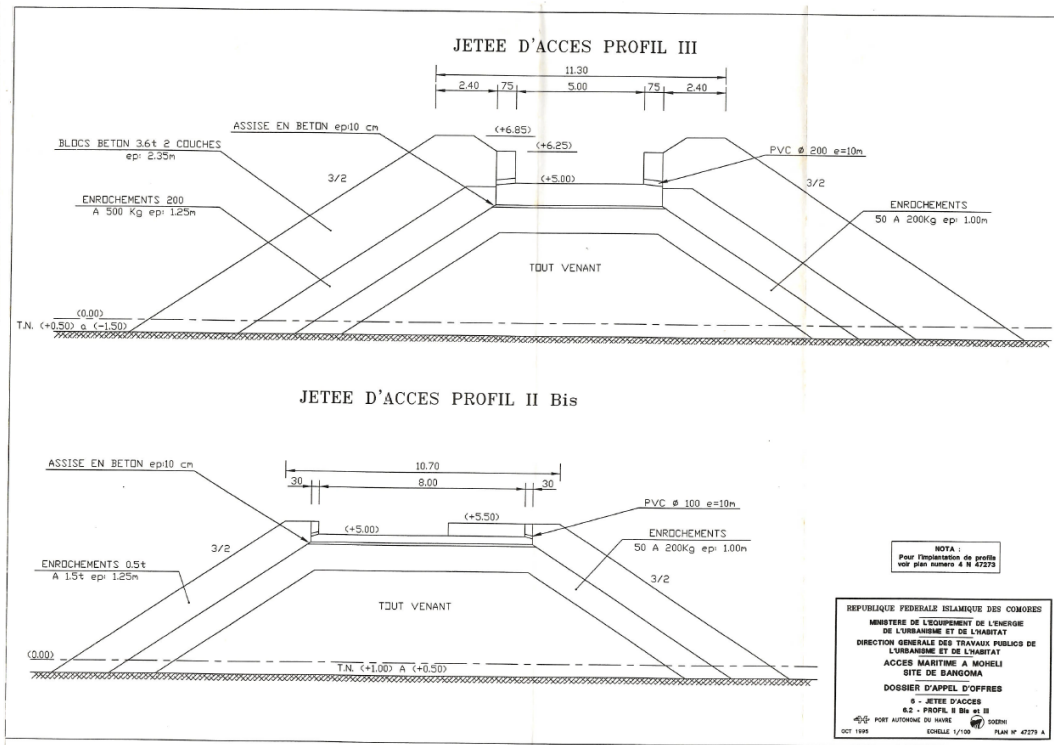 JETEE D'ACCES PROFIL III
11.30
2.40 75 5.00 75 2.40
ASSISE EN BETON ep:10 cm
(+6.85)
BLOCS BETON 3.6t 2 COUCHES
ep: 2.35m
(+6.25)
PVC ø 200 e=10m
3/2
(+5.00)
3/2
ENROCHEMENTS 200
A 500 Kg ep: 1.25m
ENROCHEMENTS
50 A 200Kg ep: 1.00m
TOUT VENANT
(0.00)
T.N. (+0.50) a (-1.50)
JETEE D'ACCES PROFIL II Bis
ASSISE EN BETON ep:10 cm
10.70
30 8.00 30
PVC ø 100 e=10m
(+5.50)
(+5.00)
ENROCHEMENTS
50 A 200Kg ep: 1.00m
3/2
ENROCHEMENTS 0.5t
A 1.5t ep: 1.25m
3/2
TOUT VENANT
(0.00)
T.N. (+1.00) A (+0.50)
NOTA :
Pour l'implantation de profils
voir plan numero 4 N 47273
REPUBLIQUE FEDERALE ISLAMIQUE DES COMORES
MINISTERE DE L'EQUIPEMENT DE L'ENERGIE
DE L'URBANISME ET DE L'HABITAT
DIRECTION GENERALE DES TRAVAUX PUBLICS DE
L'URBANISME ET DE L'HABITAT
ACCES MARITIME A MOHELI
SITE DE BANGOMA
DOSSIER D'APPEL D'OFFRES
6 - JETEE D'ACCES
6.2 - PROFIL II Bis et III
PORT AUTONOME DU HAVRE
OCT 1995 ECHELLE 1/100 PLAN N° 47279 A